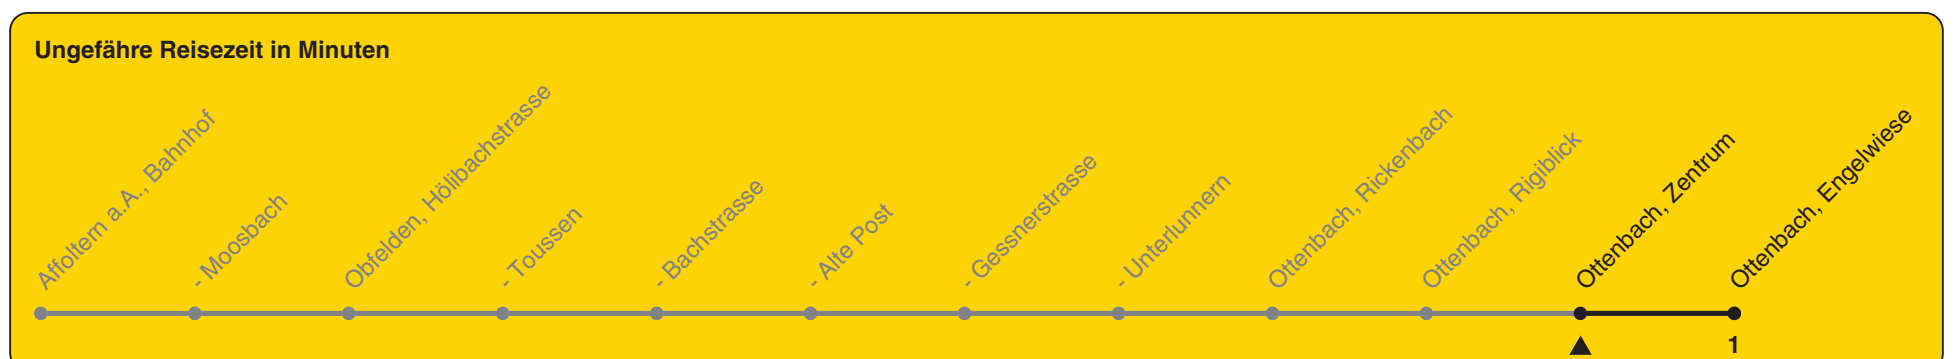 Ungefähre Reisezeit in Minuten
Affoltern a.A., Bahnhof
- Moosbach
Obfelden, Hölibachstrasse
- Toussen
- Bachstrasse
- Alte Post
- Gessnerstrasse
- Unterlunnern
Ottenbach, Rickenbach
Ottenbach, Rigiblick
Ottenbach, Zentrum
Ottenbach, Engelwiese
1